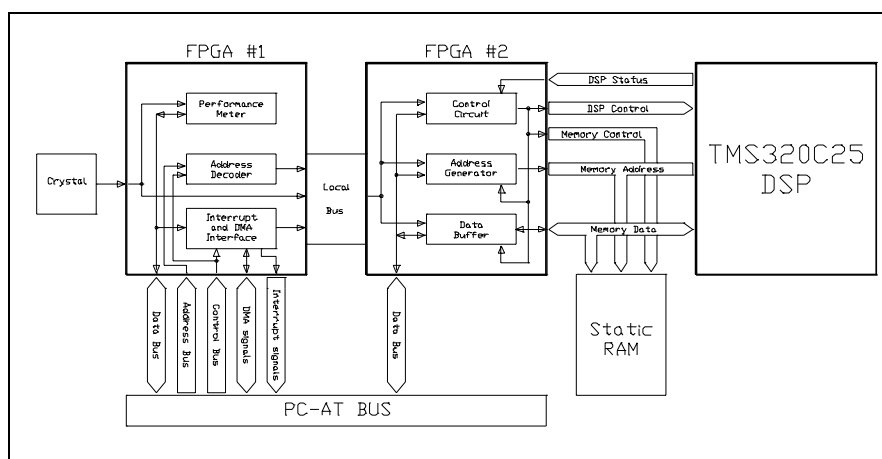 FPGA #1
FPGA #2
DSP Status
Performance
Meter
Control
Circuit
DSP Control
Memory Control
TMS320C25
DSP
Crystal
Address
Decoder
Local
Bus
Address
Generator
Memory Address
Interrupt
and DMA
Interface
Data
Buffer
Memory Data
Data Bus
Address Bus
Control Bus
DMA signals
Interrupt signals
Data Bus
Static
RAM
PC-AT BUS